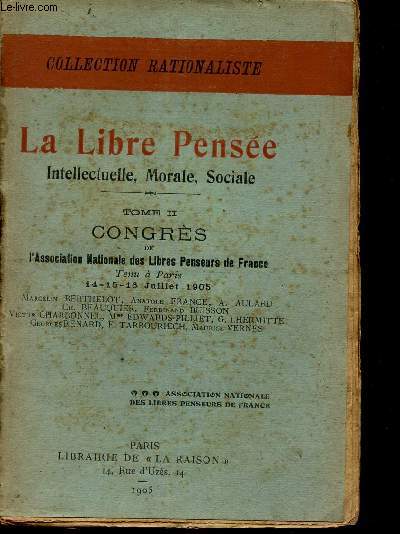 Le-livre.com
COLLECTION RATIONALISTE
La Libre Pensée
Intellectuelle, Morale, Sociale
TOME II
CONGRÈS
DE
l'Association Nationale des Libres Penseurs de France
Tenu à Paris
14-15-16 Juillet 1905
MARCELIN BERTHELOT, ANATOLE FRANCE, A. AULARD
CH. BEAUQUIER, FERDINAND BUISSON
VICTOR CHARBONNEL, Mme EDWARDS-PILLIET, G. LHERMITTE
GEORGES RENARD, E. TARBOURIECH, MAURICE VERNES
ASSOCIATION NATIONALE
DES LIBRES PENSEURS DE FRANCE
PARIS
LIBRAIRIE DE « LA RAISON »
14, Rue d'Uzès, 14
1905